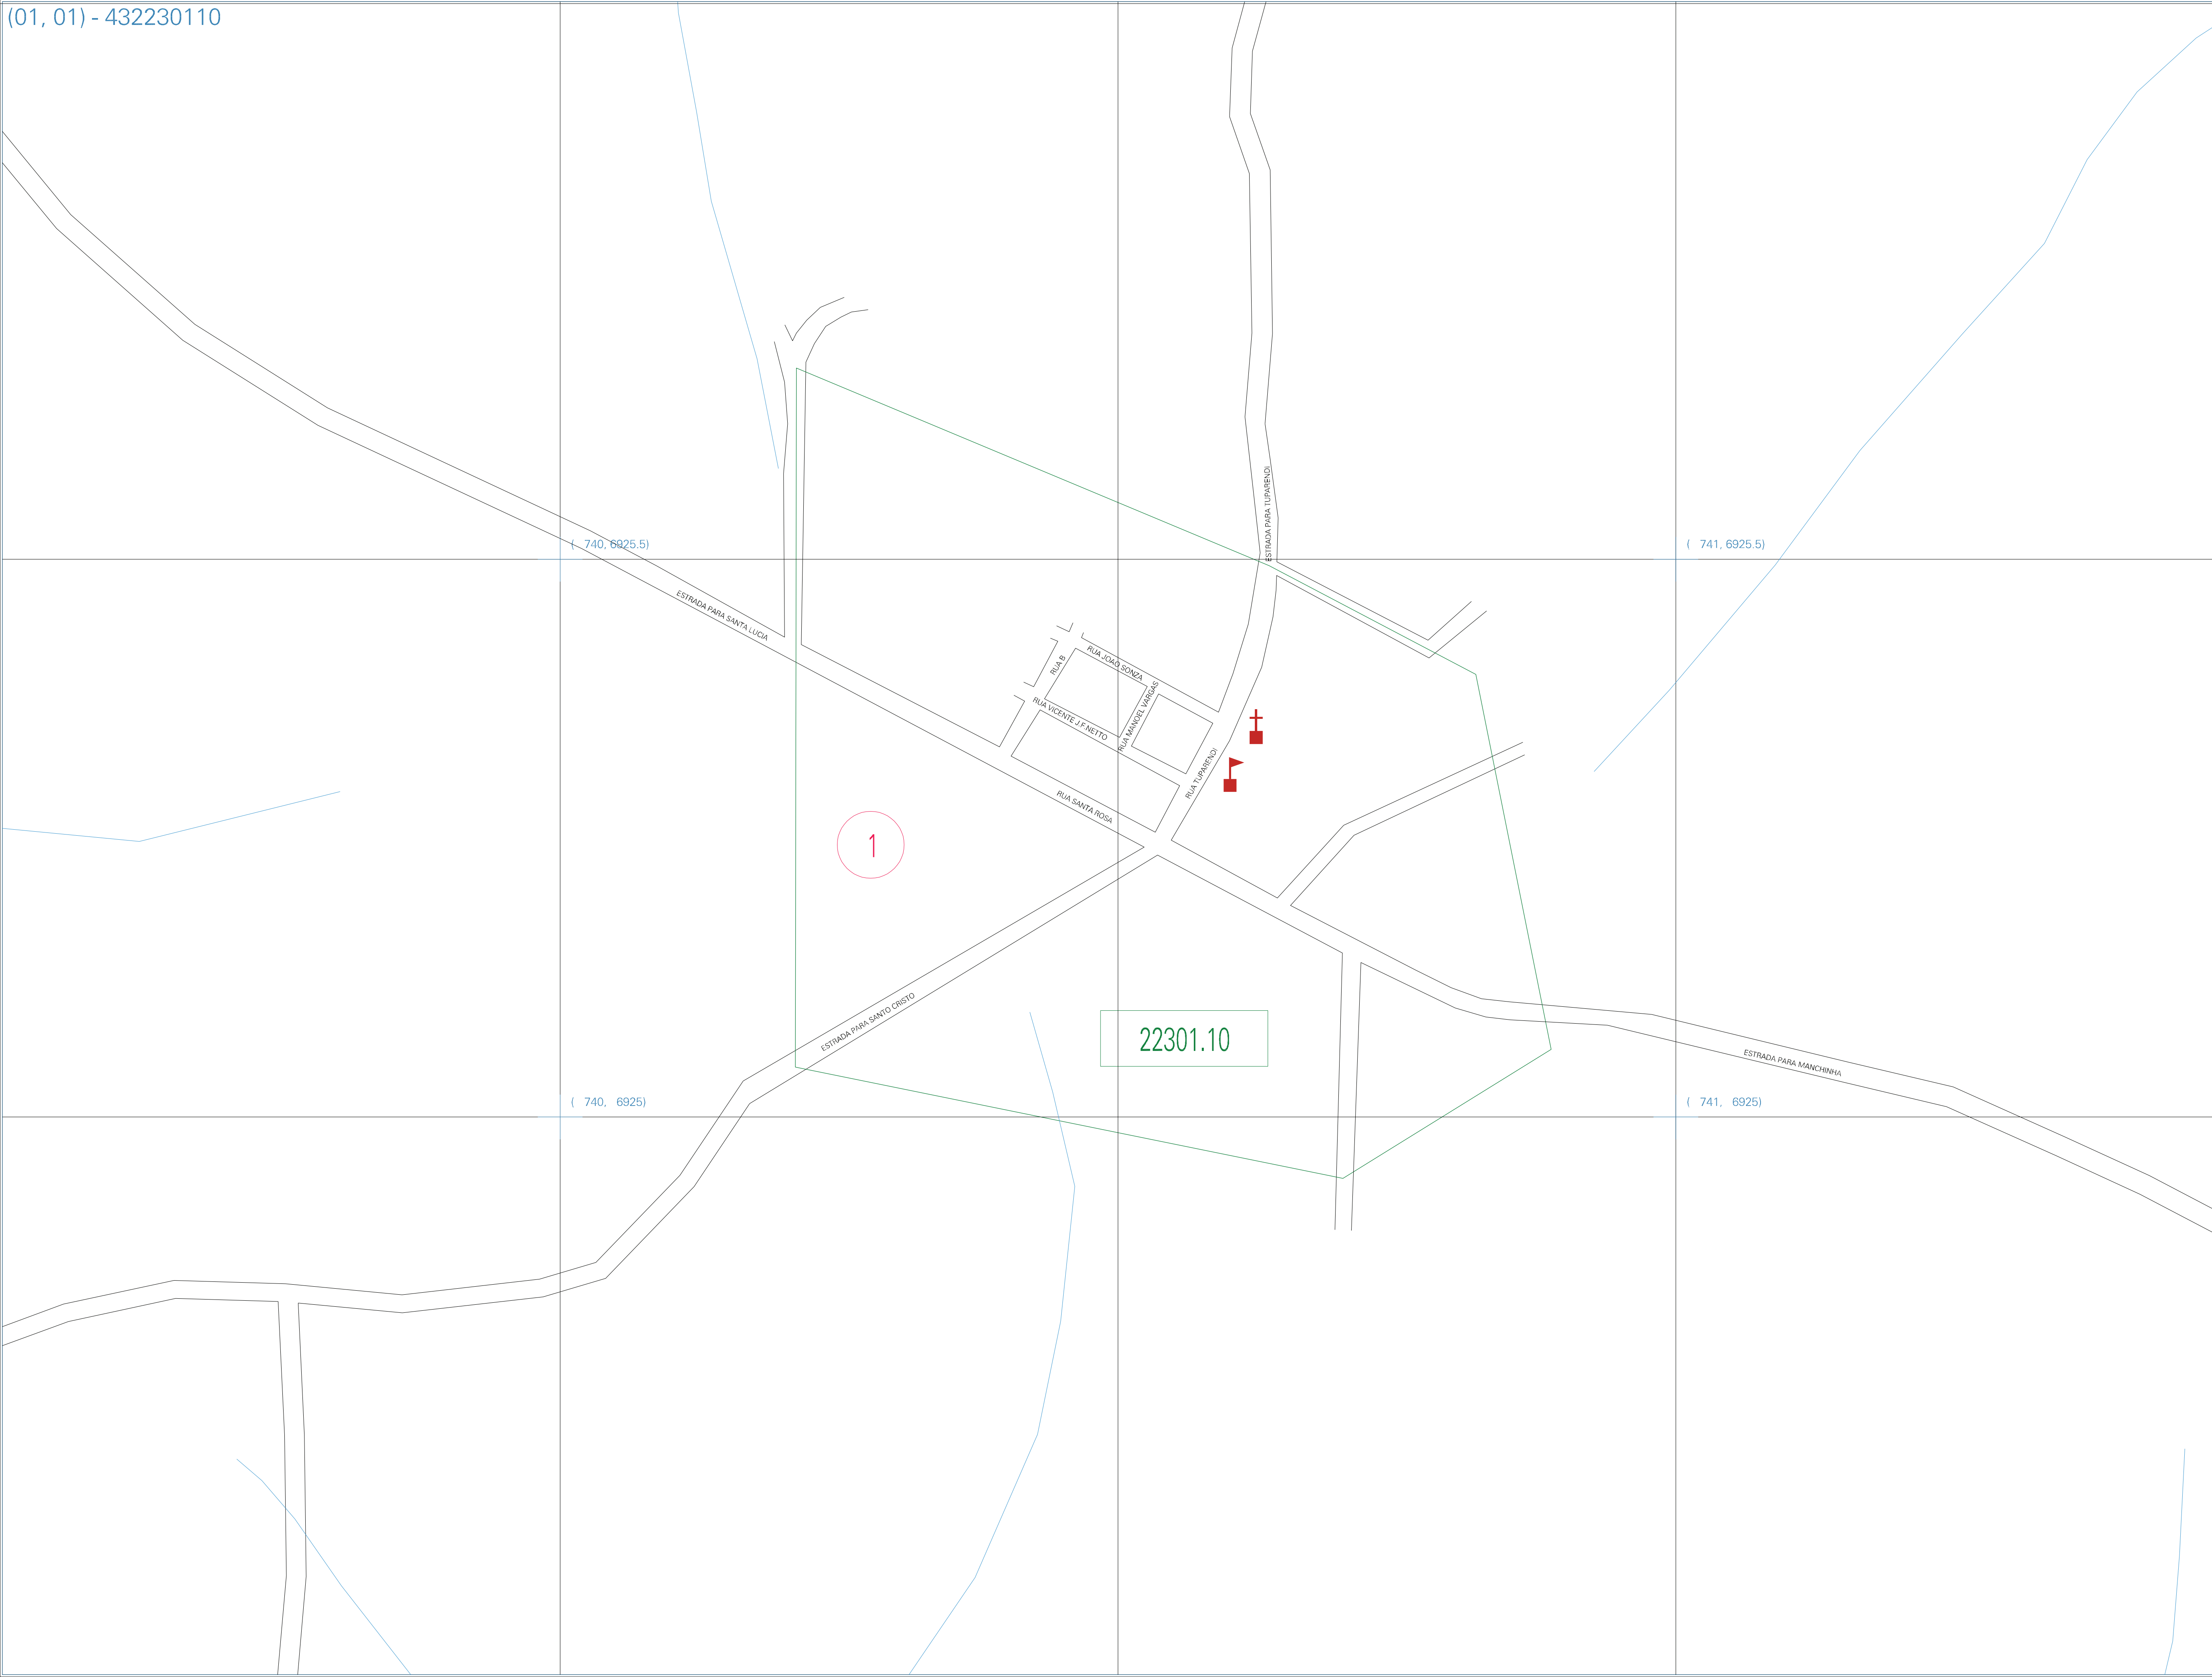 (01, 01) - 432230110
ESTRADA PARA TUPARENDI
( 740, 6925.5)
( 741, 6925.5)
ESTRADA PARA SANTA LUCIA
RUA JOAO SONZA
RUA B
RUA MANOEL VARGAS
RUA VICENTE J.F.NETTO
RUA TUPARENDI
RUA SANTA ROSA
1
ESTRADA PARA SANTO CRISTO
22301.10
ESTRADA PARA MANCHINHA
( 740, 6925)
( 741, 6925)